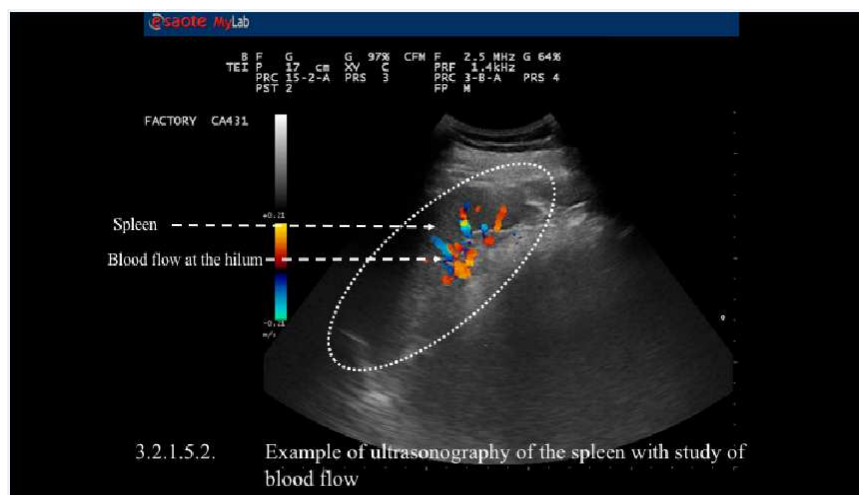 esaote MyLab
B F G G 97% CFM F 2.5 MHz G 64%
TEI P 17 cm XV C PRF 1.4kHz
PRC 15-2-A PRS 3 PRC 3-B-A PRS 4
PST 2 FP M
FACTORY CA431
+0.21
Spleen
Blood flow at the hilum
-0.21
m/s
3.2.1.5.2. Example of ultrasonography of the spleen with study of
blood flow